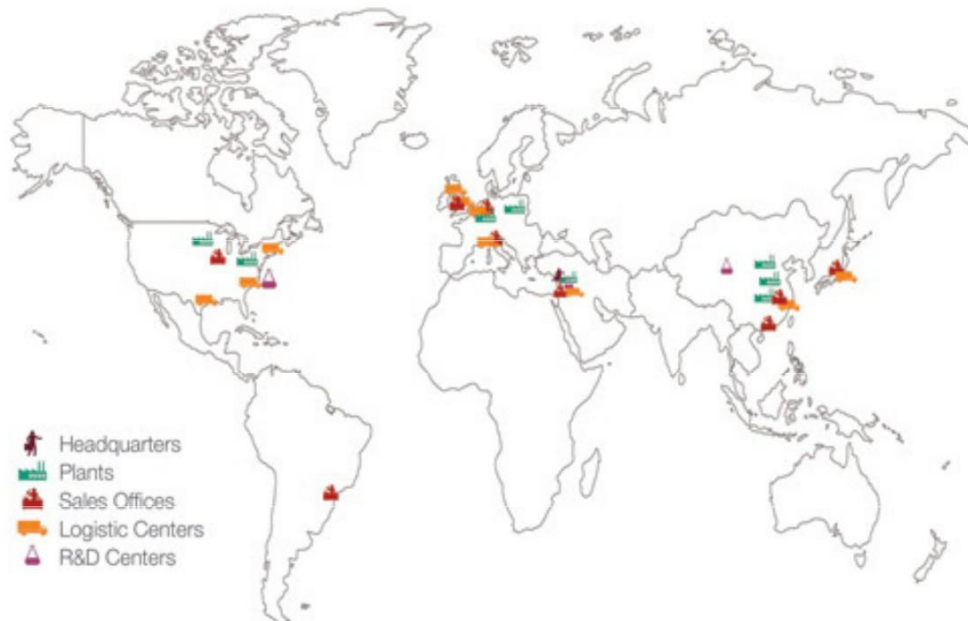 Headquarters
Plants
Sales Offices
Logistic Centers
R&D Centers